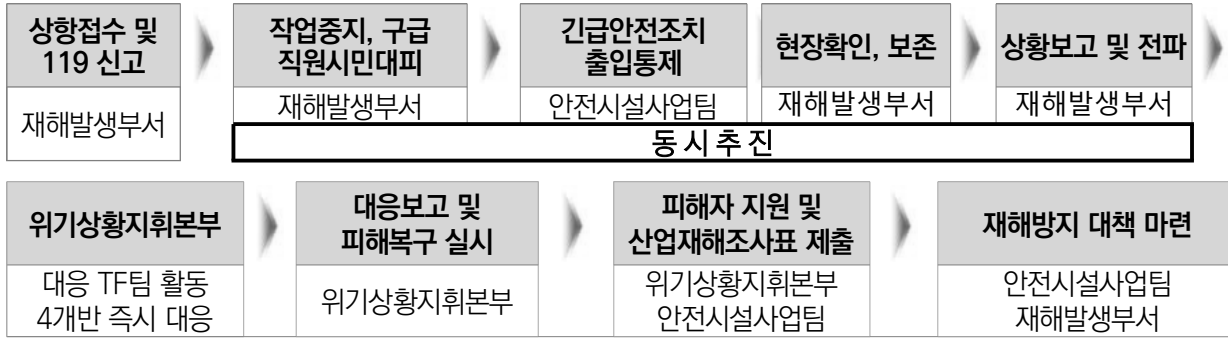 상항접수 및
119 신고
재해발생부서
작업중지, 구급
직원시민대피
재해발생부서
긴급안전조치
출입통제
안전시설사업팀
현장확인, 보존
재해발생부서
상황보고 및 전파
재해발생부서
동 시 추 진
위기상황지휘본부
대응 TF팀 활동
4개반 즉시 대응
대응보고 및
피해복구 실시
위기상황지휘본부
피해자 지원 및
산업재해조사표 제출
위기상황지휘본부
안전시설사업팀
재해방지 대책 마련
안전시설사업팀
재해발생부서